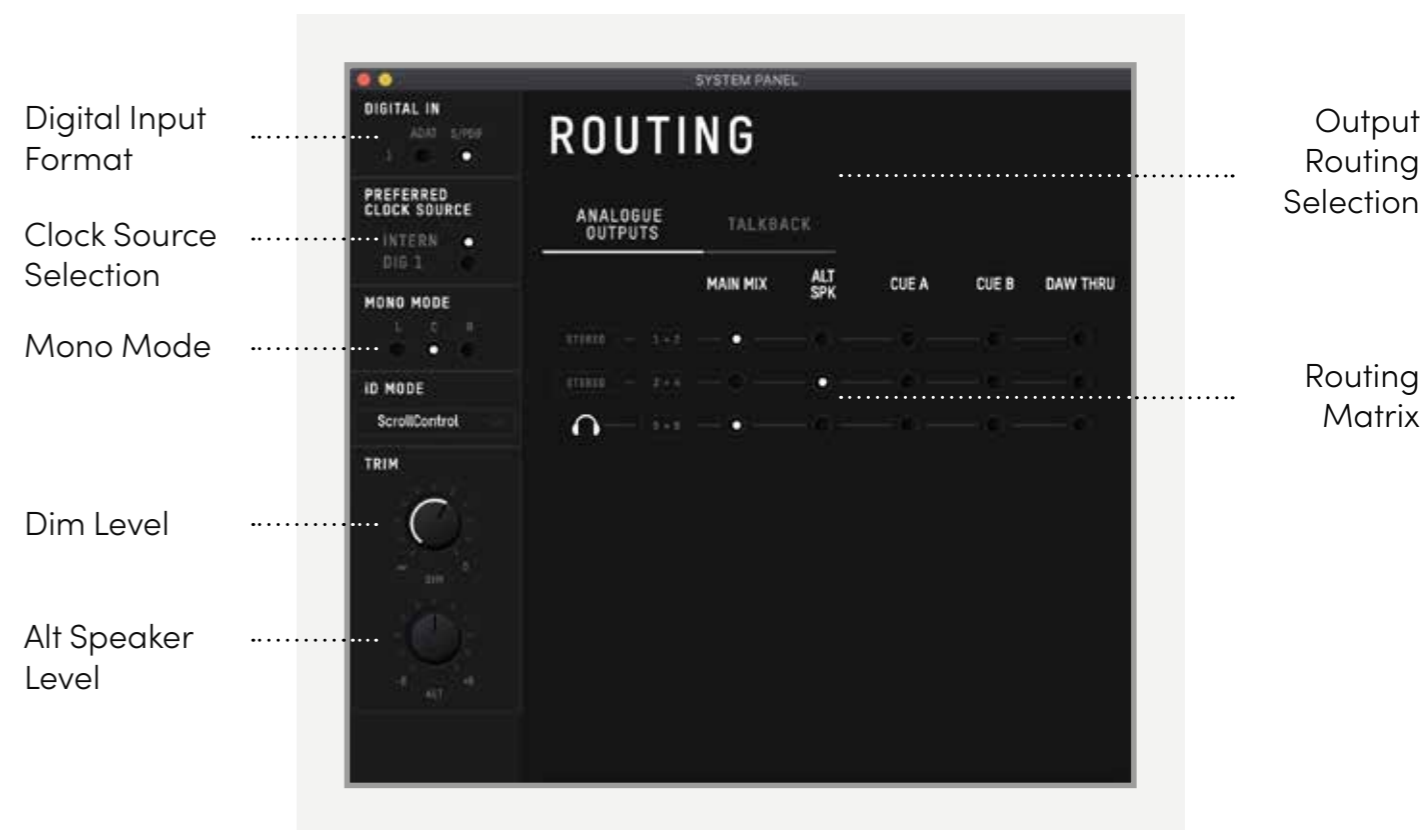 SYSTEM PANEL
Digital Input
Format
Clock Source
Selection
Mono Mode
Dim Level
Alt Speaker
Level
DIGITAL IN
ADAT S/PDIF
1
PREFERRED
CLOCK SOURCE
INTERN
DIG 1
MONO MODE
L C R
iD MODE
ScrollControl
TRIM
DIM
ALT
ROUTING
ANALOGUE
OUTPUTS
TALKBACK
MAIN MIX
ALT
SPK
CUE A
CUE B
DAW THRU
STEREO
STEREO
Output
Routing
Selection
Routing
Matrix